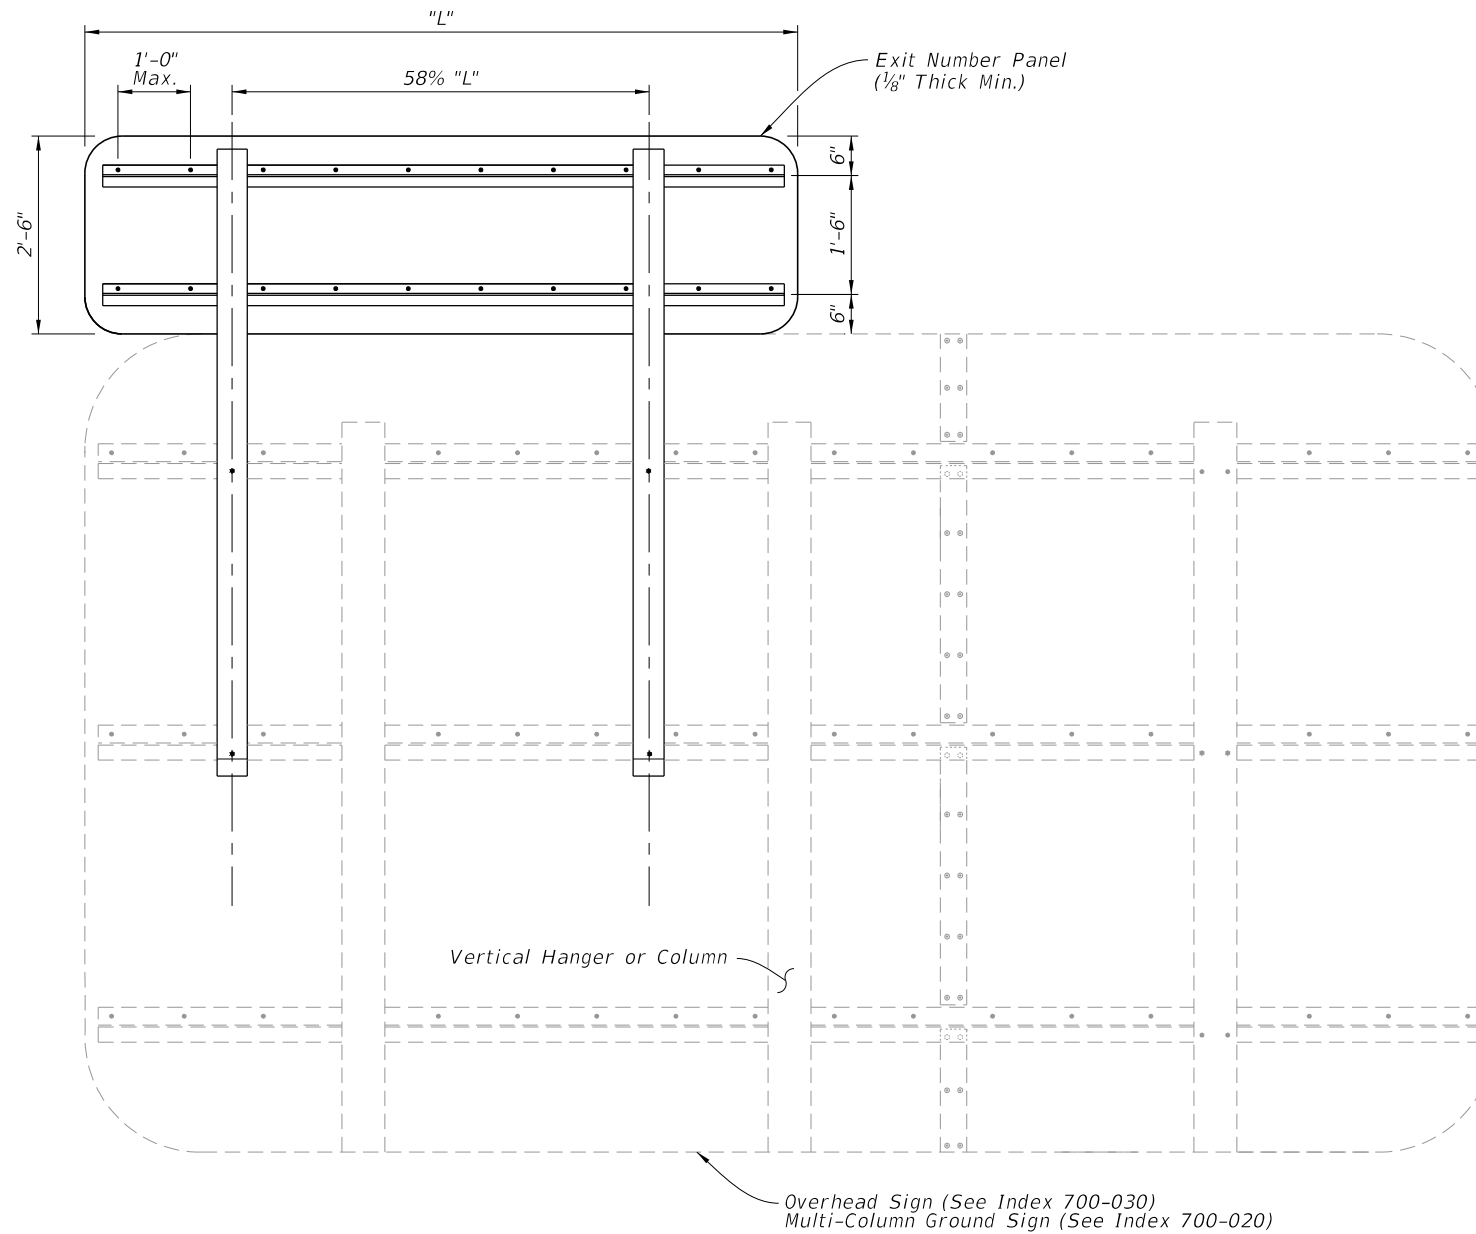 "L"
1'-0"
Max.
58% "L"
Exit Number Panel
(⅛" Thick Min.)
6"
2'-6"
1'-6"
6"
Vertical Hanger or Column
Overhead Sign (See Index 700-030)
Multi-Column Ground Sign (See Index 700-020)